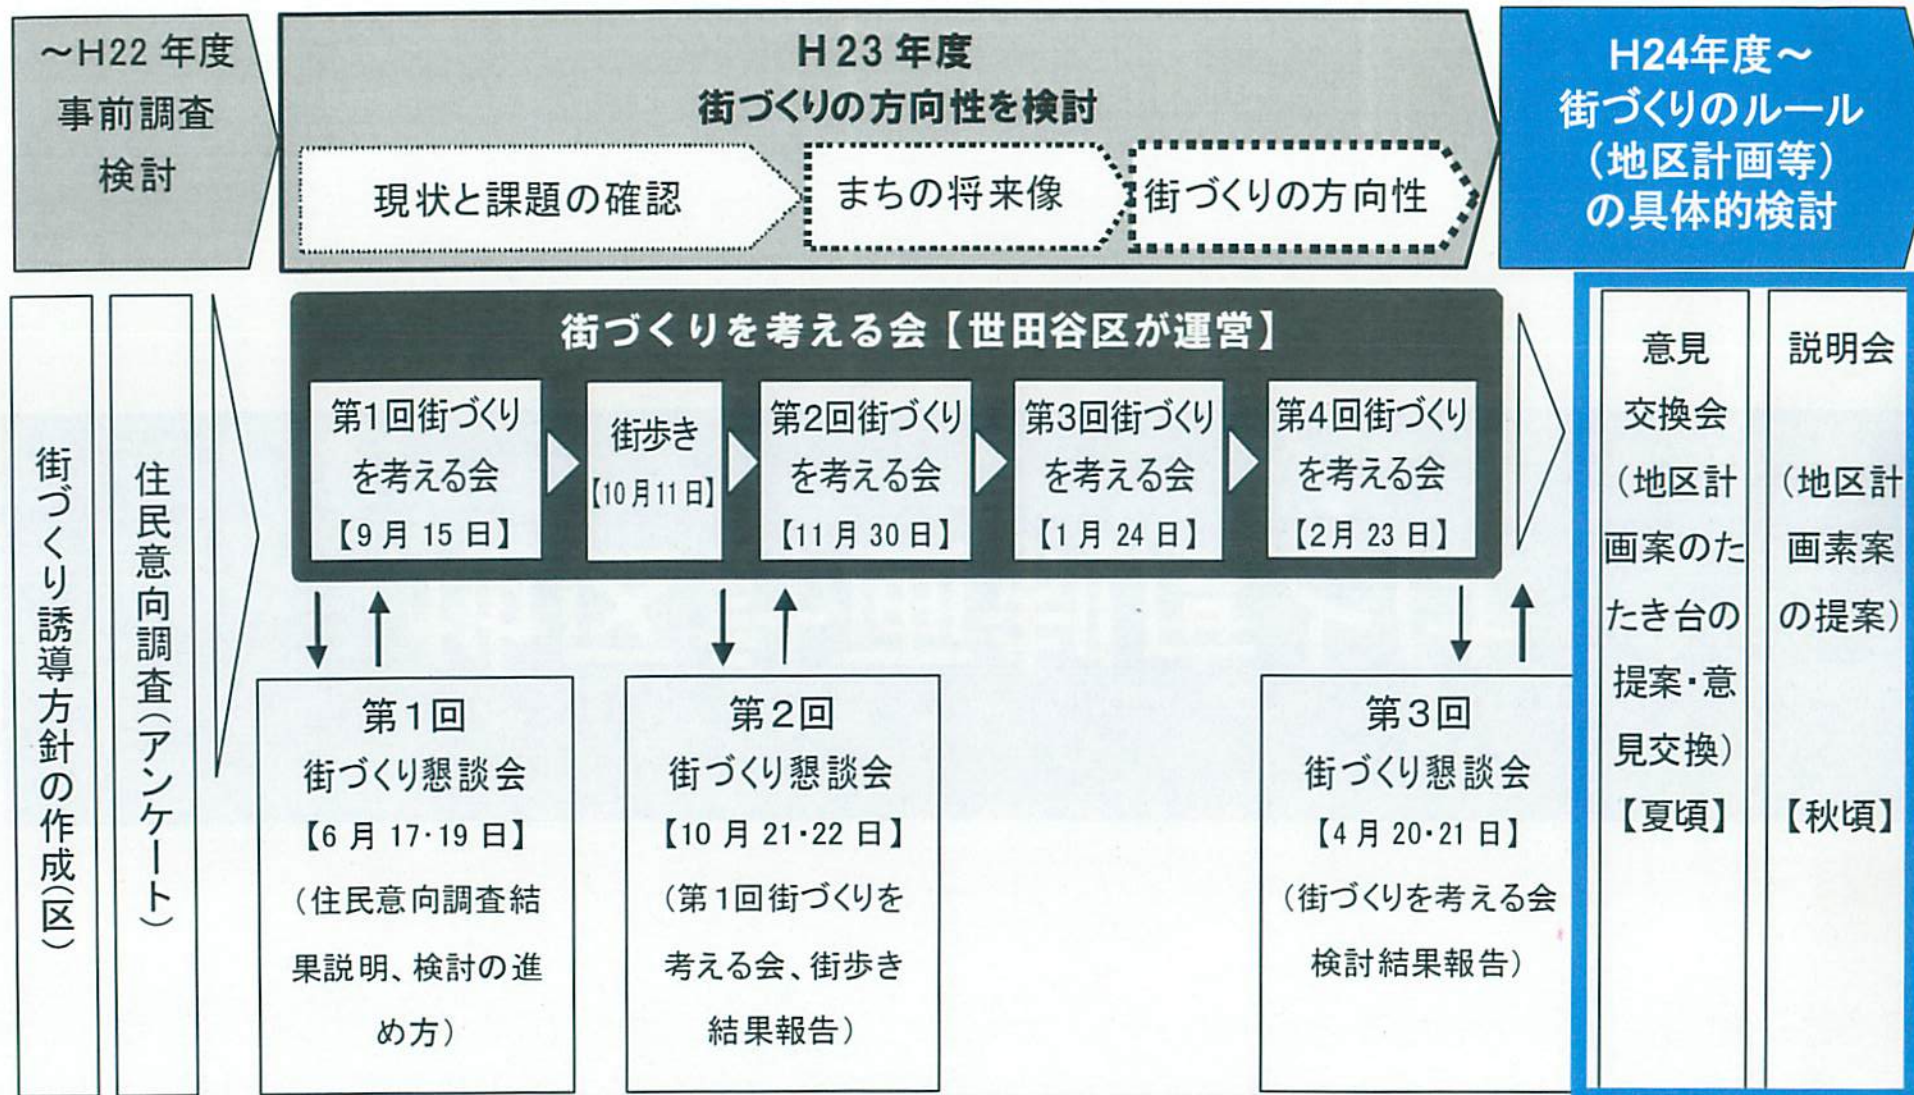 ～H22 年度
事前調査
検討
H23 年度
街づくりの方向性を検討
現状と課題の確認
まちの将来像
街づくりの方向性
H24年度～
街づくりのルール
（地区計画等）
の具体的検討
街づくり誘導方針の作成（区）
住民意向調査（アンケート）
街づくりを考える会【世田谷区が運営】
第1回街づくり
を考える会
【9月 15 日】
街歩き
【10月11日】
第2回街づくり
を考える会
【11月 30 日】
第3回街づくり
を考える会
【1月 24 日】
第4回街づくり
を考える会
【2月 23 日】
第1回
街づくり懇談会
【6 月 17･19 日】
（住民意向調査結
果説明、検討の進
め方）
第2回
街づくり懇談会
【10 月 21･22 日】
（第1回街づくりを
考える会、街歩き
結果報告）
第3回
街づくり懇談会
【4 月 20･21 日】
（街づくりを考える会
検討結果報告）
意見
交換会
（地区計
画案のた
たき台の
提案・意
見交換）
【夏頃】
説明会
（地区計
画素案
の提案）
【秋頃】